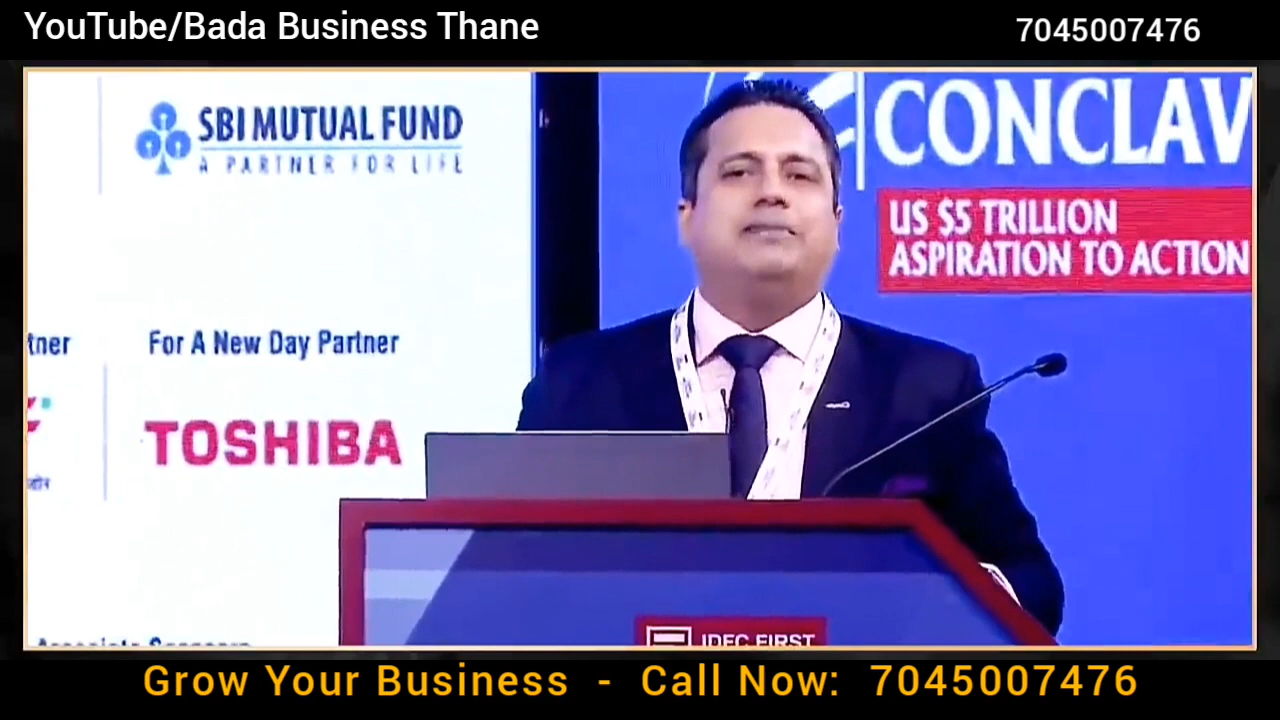 YouTube/Bada Business Thane
7045007476
SBI MUTUAL FUND
A PARTNER FOR LIFE
CONCLAV
US $5 TRILLION
ASPIRATION TO ACTION
tner
For A New Day Partner
TOSHIBA
IDFC FIRST
Grow Your Business - Call Now: 7045007476